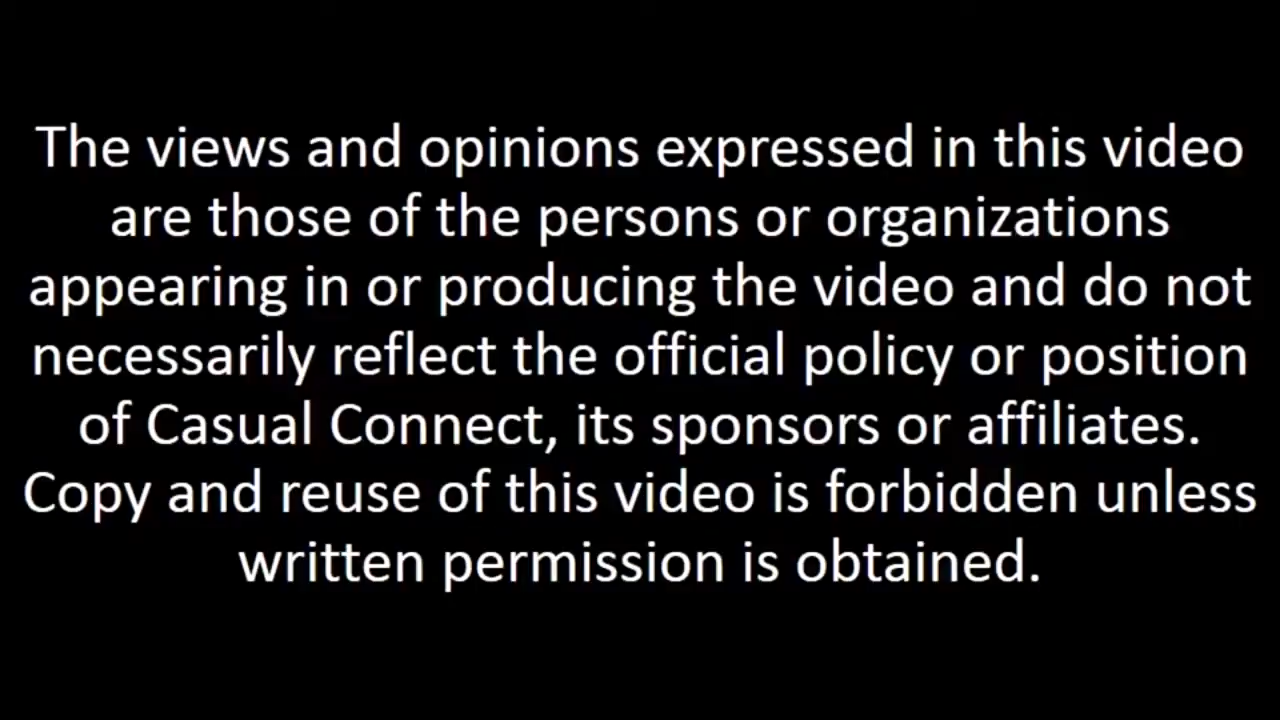 The views and opinions expressed in this video
are those of the persons or organizations
appearing in or producing the video and do not
necessarily reflect the official policy or position
of Casual Connect, its sponsors or affiliates.
Copy and reuse of this video is forbidden unless
written permission is obtained.